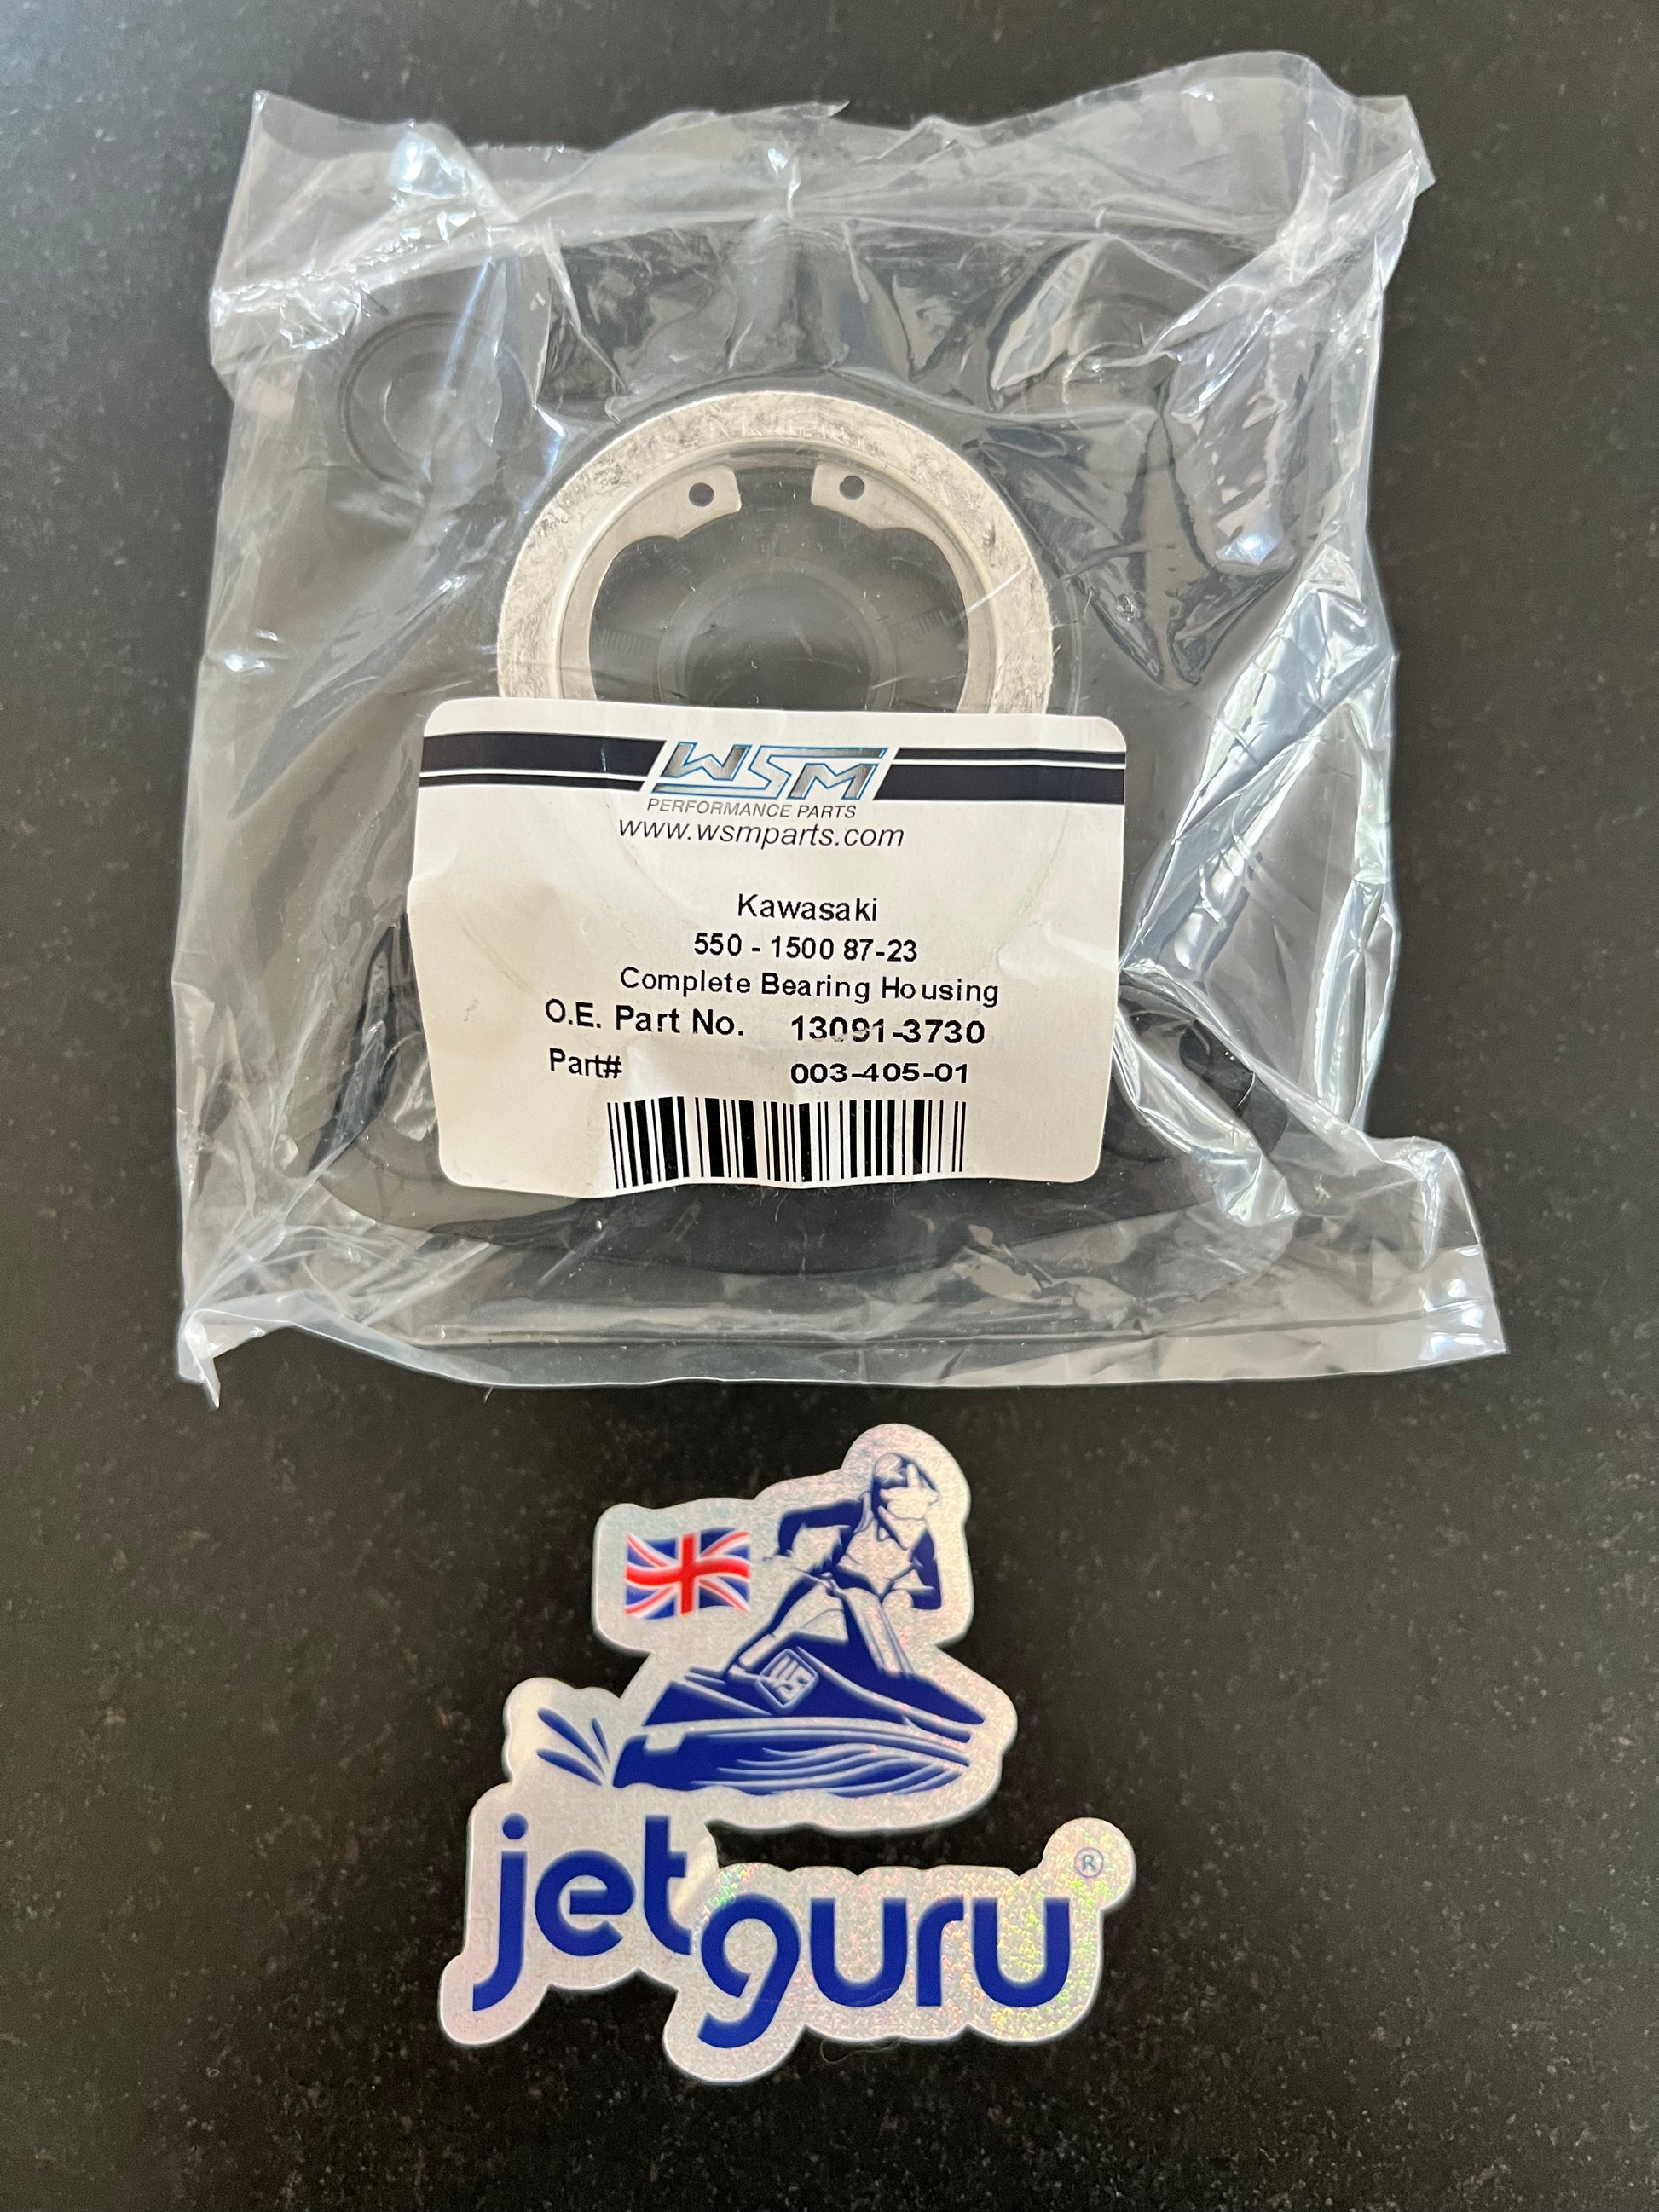 WSM
PERFORMANCE PARTS
www.wsmparts.com
Kawasaki
550 - 1500 87-23
Complete Bearing Housing
O.E. Part No. 13091-3730
Part# 003-405-01
jetguru®